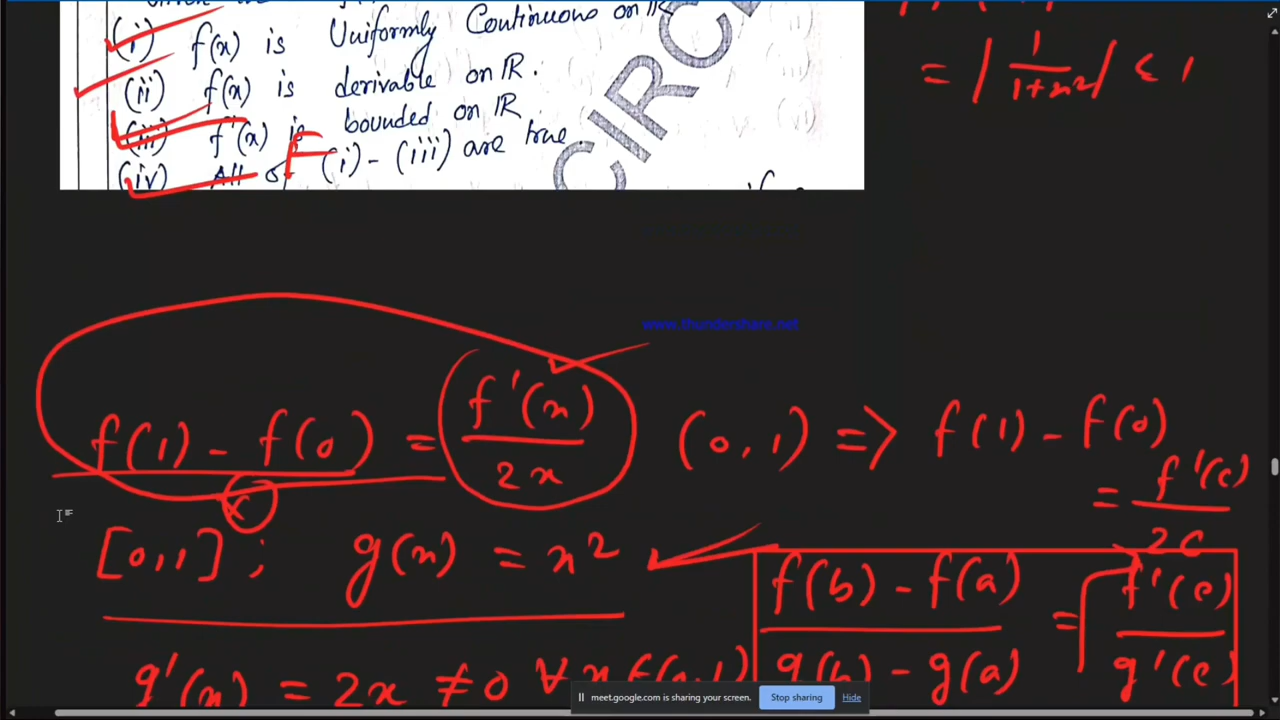 (i) f(x) is Uniformly Continuous on ℝ
= | 1/(1+x²) | < 1
(ii) f(x) is derivable on ℝ.
(iii) f'(x) is bounded on ℝ
(iv) All of (i) - (iii) are true.
CIRC
www.thundershare.net
f(1) - f(0) = f'(x)/2x (0,1) => f(1) - f(0)
= f'(c)/2c
[0,1] ; g(x) = x²
f(b) - f(a) / g(b) - g(a) = f'(c) / g'(c)
g'(x) = 2x ≠ 0 ∀
meet.google.com is sharing your screen. Stop sharing Hide